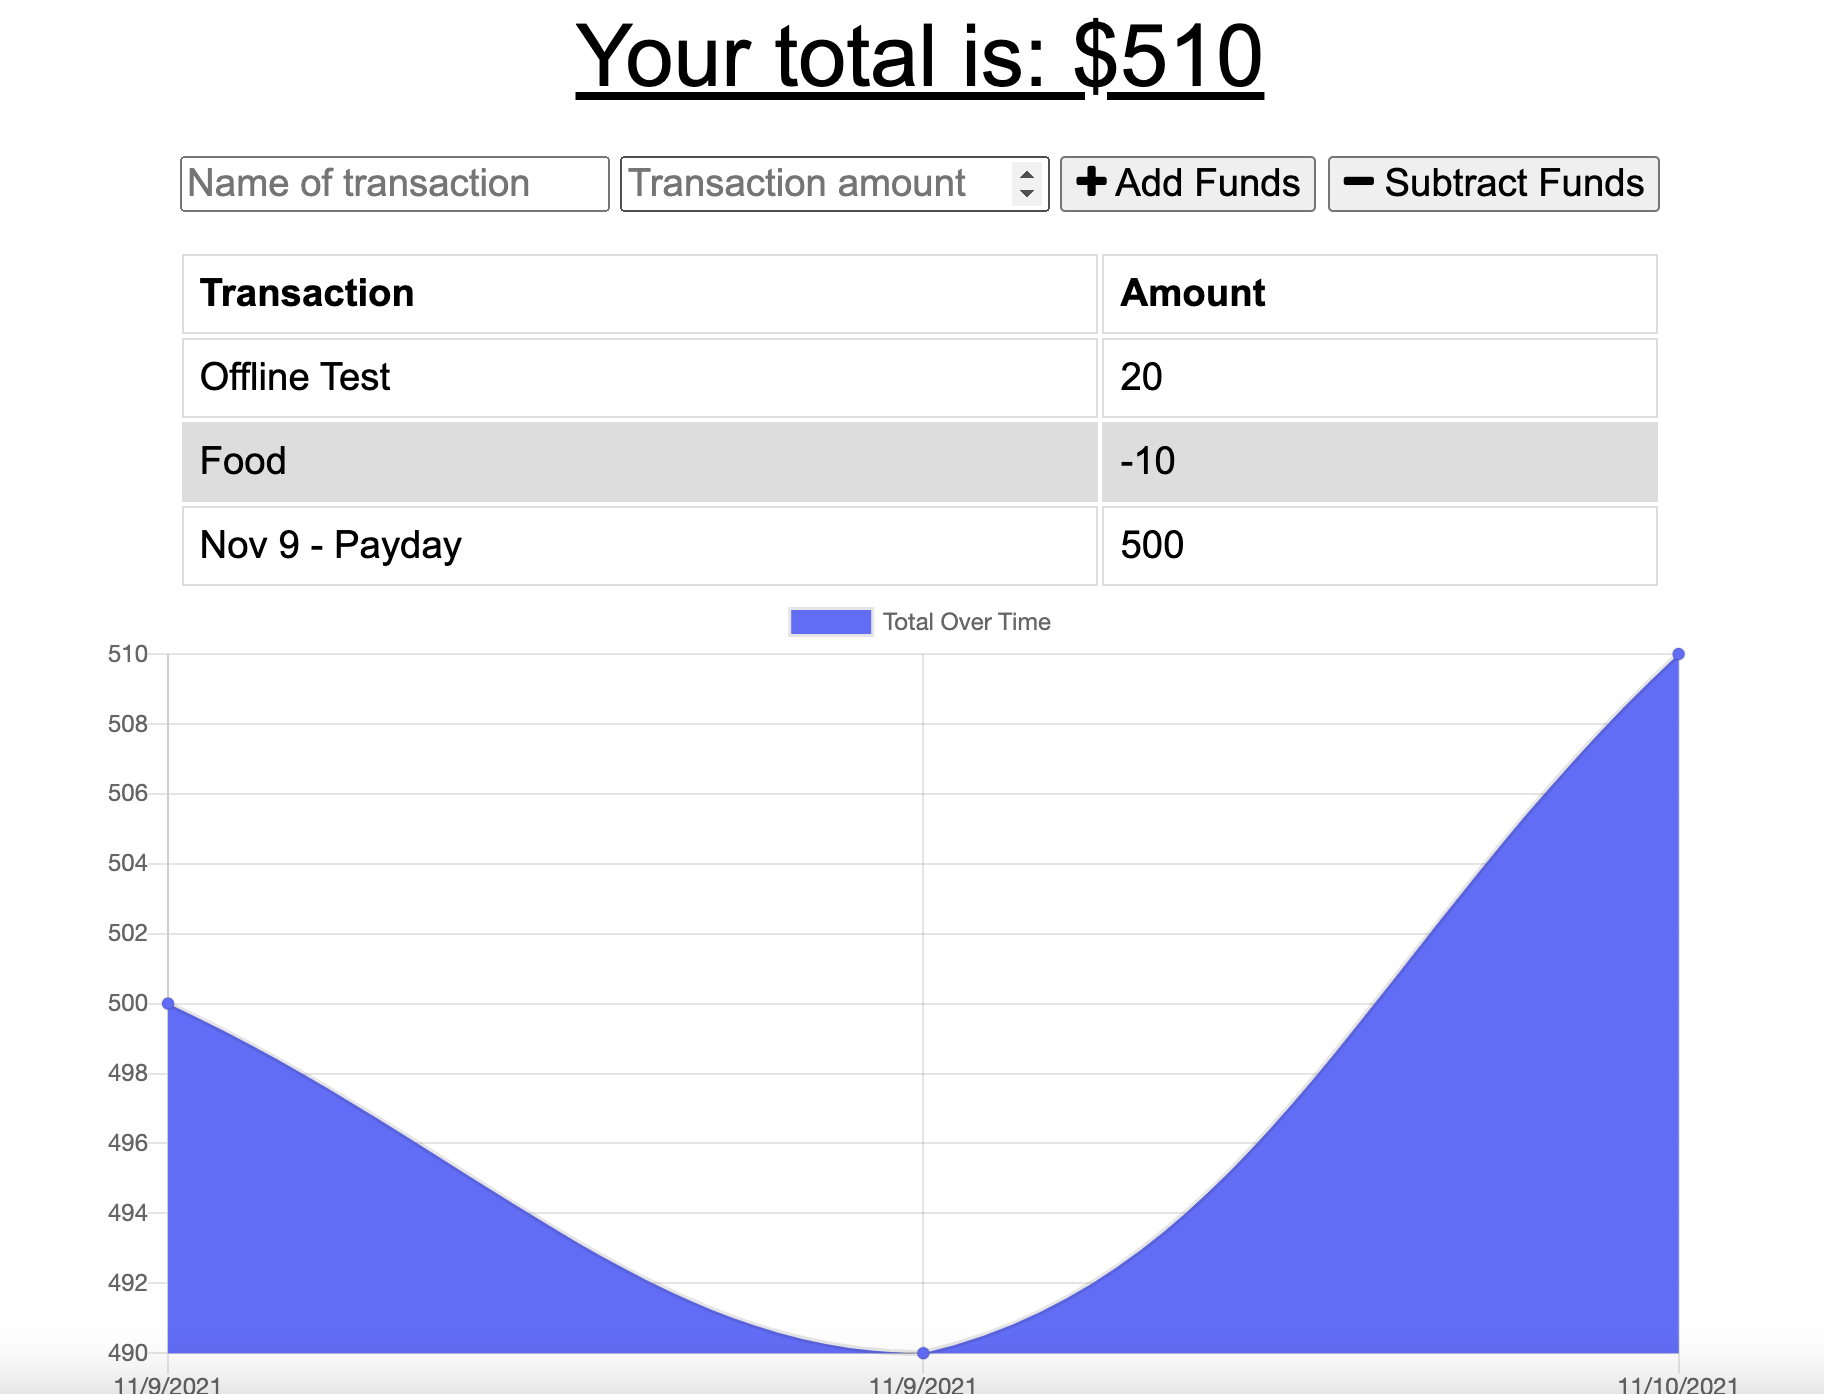 Your total is: $510
Name of transaction Transaction amount Add Funds Subtract Funds
Transaction Amount
Offline Test 20
Food -10
Nov 9 - Payday 500
Total Over Time
510
508
506
504
502
500
498
496
494
492
490
11/9/2021 11/9/2021 11/10/2021